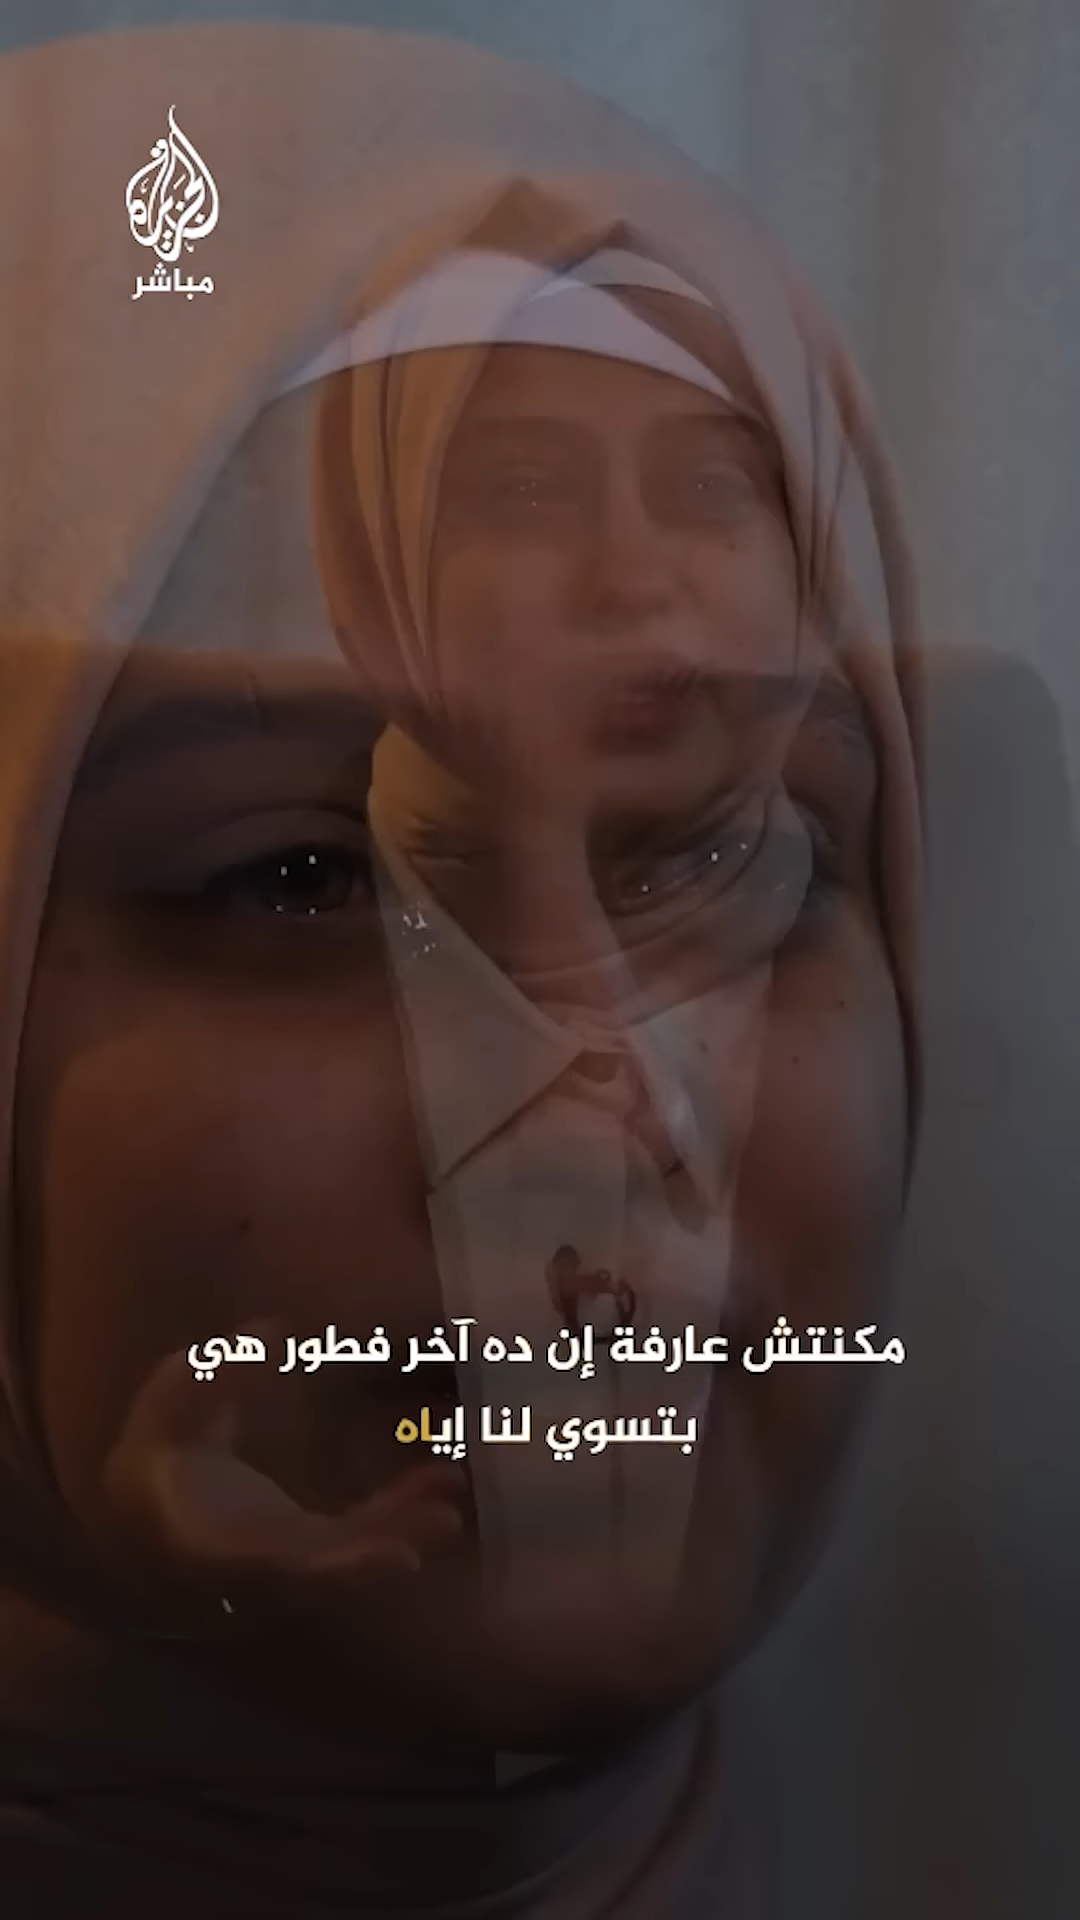 الجزيرة
مباشر
مكنتش عارفة إن ده آخر فطور هي
بتسوي لنا إياه